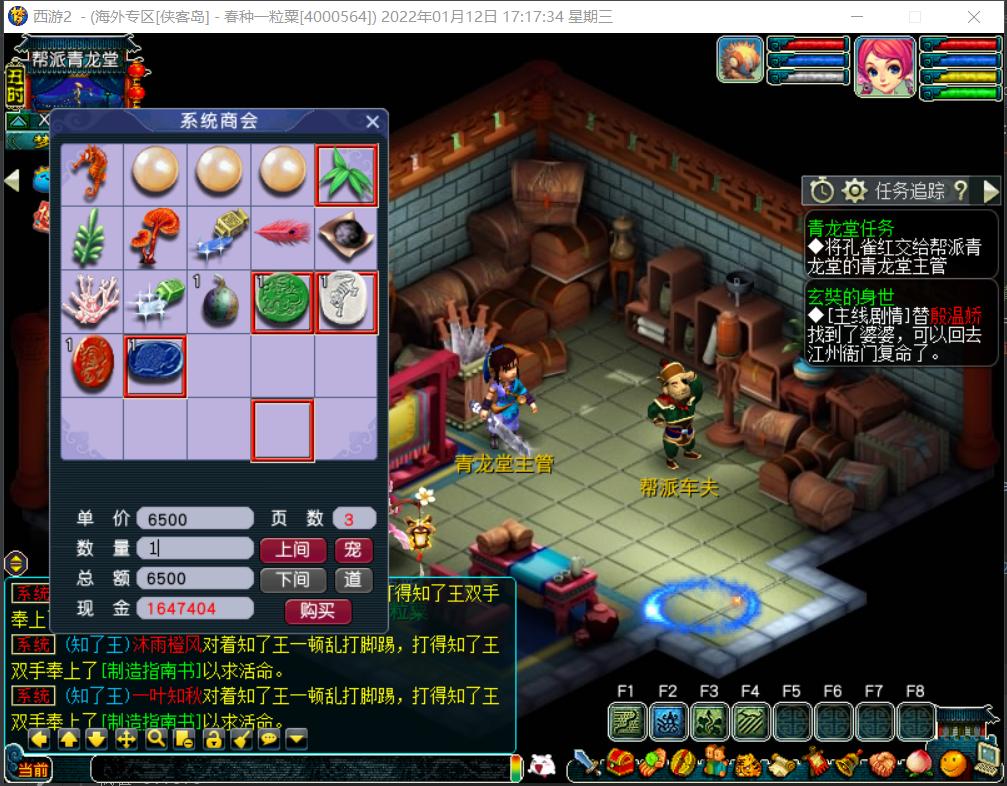 西游2 - (海外专区[侠客岛] - 春种一粒粟[4000564]) 2022年01月12日 17:17:34 星期三
帮派青龙堂
丑时
X
系统商会
任务追踪 ?
青龙堂任务
◆将孔雀红交给帮派青
龙堂的青龙堂主管
玄奘的身世
◆[主线剧情]替殷温娇
找到了婆婆，可以回去
江州衙门复命了。
1
1
1
1
1
青龙堂主管
帮派车夫
单 价 6500 页 数 3
数 量 1 上间 宠
总 额 6500 下间 道
现 金 1647404 购买
系统
打得知了王双手
奉上
系统 (知了王)沐雨橙风对着知了王一顿乱打脚踢，打得知了王
双手奉上了[制造指南书]以求活命。
系统 (知了王)一叶知秋对着知了王一顿乱打脚踢，打得知了王
双手奉上了[制造指南书]以求活命。
F1 F2 F3 F4 F5 F6 F7 F8
当前